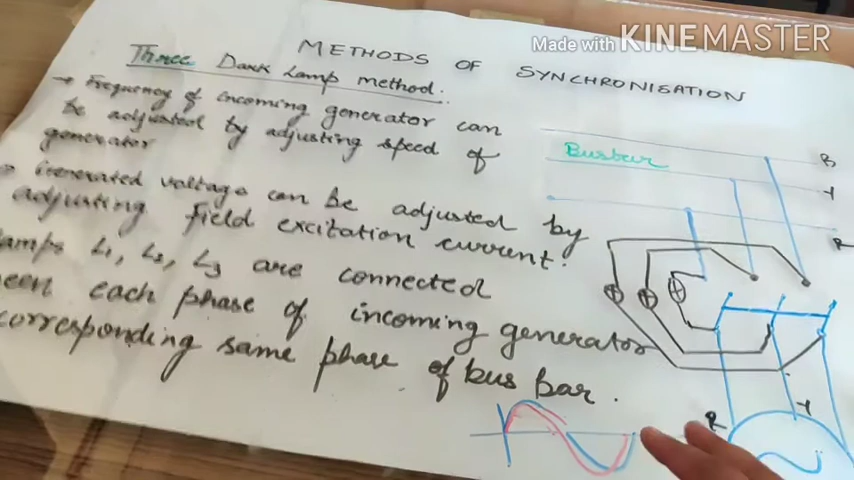 Made with KINEMASTER
METHODS OF SYNCHRONISATION
Three Dark Lamp method.
→ Frequency of incoming generator can
be adjusted by adjusting speed of
generator
Generated voltage can be adjusted by
adjusting field excitation current.
Lamps L1, L2, L3 are connected
each phase of incoming generator
corresponding same phase of bus bar.
Busbar
B
Y
R
R
Y